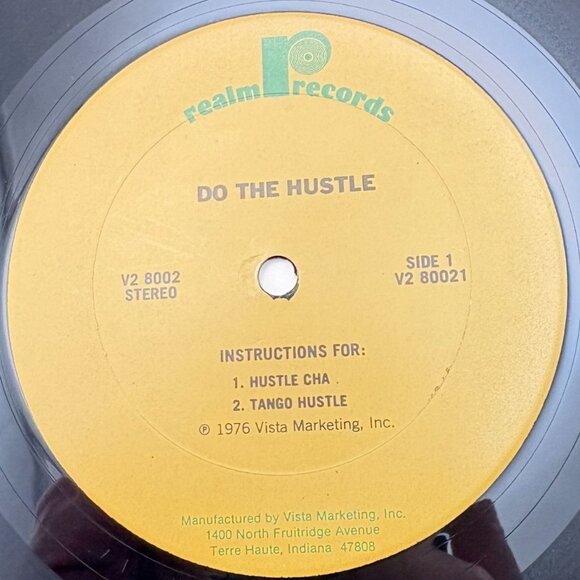 realm records
DO THE HUSTLE
V2 8002
STEREO
SIDE 1
V2 80021
INSTRUCTIONS FOR:
1. HUSTLE CHA
2. TANGO HUSTLE
℗ 1976 Vista Marketing, Inc.
Manufactured by Vista Marketing, Inc.
1400 North Fruitridge Avenue
Terre Haute, Indiana 47808